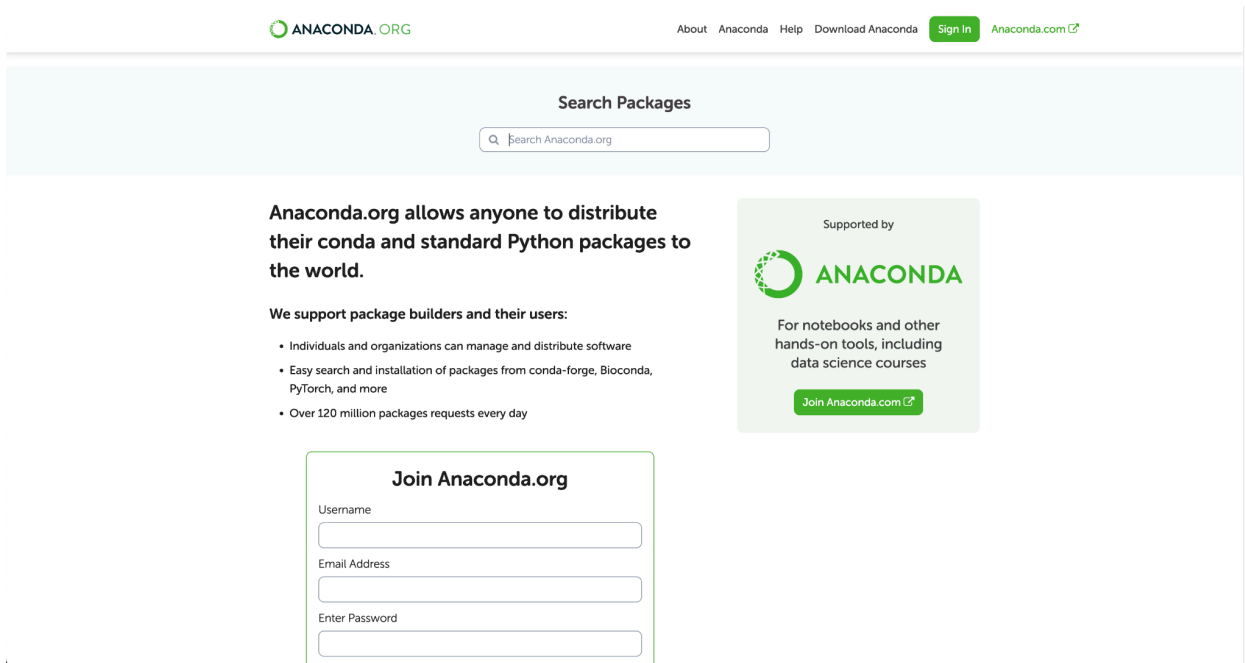 ANACONDA.ORG
About Anaconda Help Download Anaconda Sign In Anaconda.com
Search Packages
Search Anaconda.org
Anaconda.org allows anyone to distribute
their conda and standard Python packages to
the world.
We support package builders and their users:
• Individuals and organizations can manage and distribute software
• Easy search and installation of packages from conda-forge, Bioconda,
PyTorch, and more
• Over 120 million packages requests every day
Supported by
ANACONDA
For notebooks and other
hands-on tools, including
data science courses
Join Anaconda.com
Join Anaconda.org
Username
Email Address
Enter Password